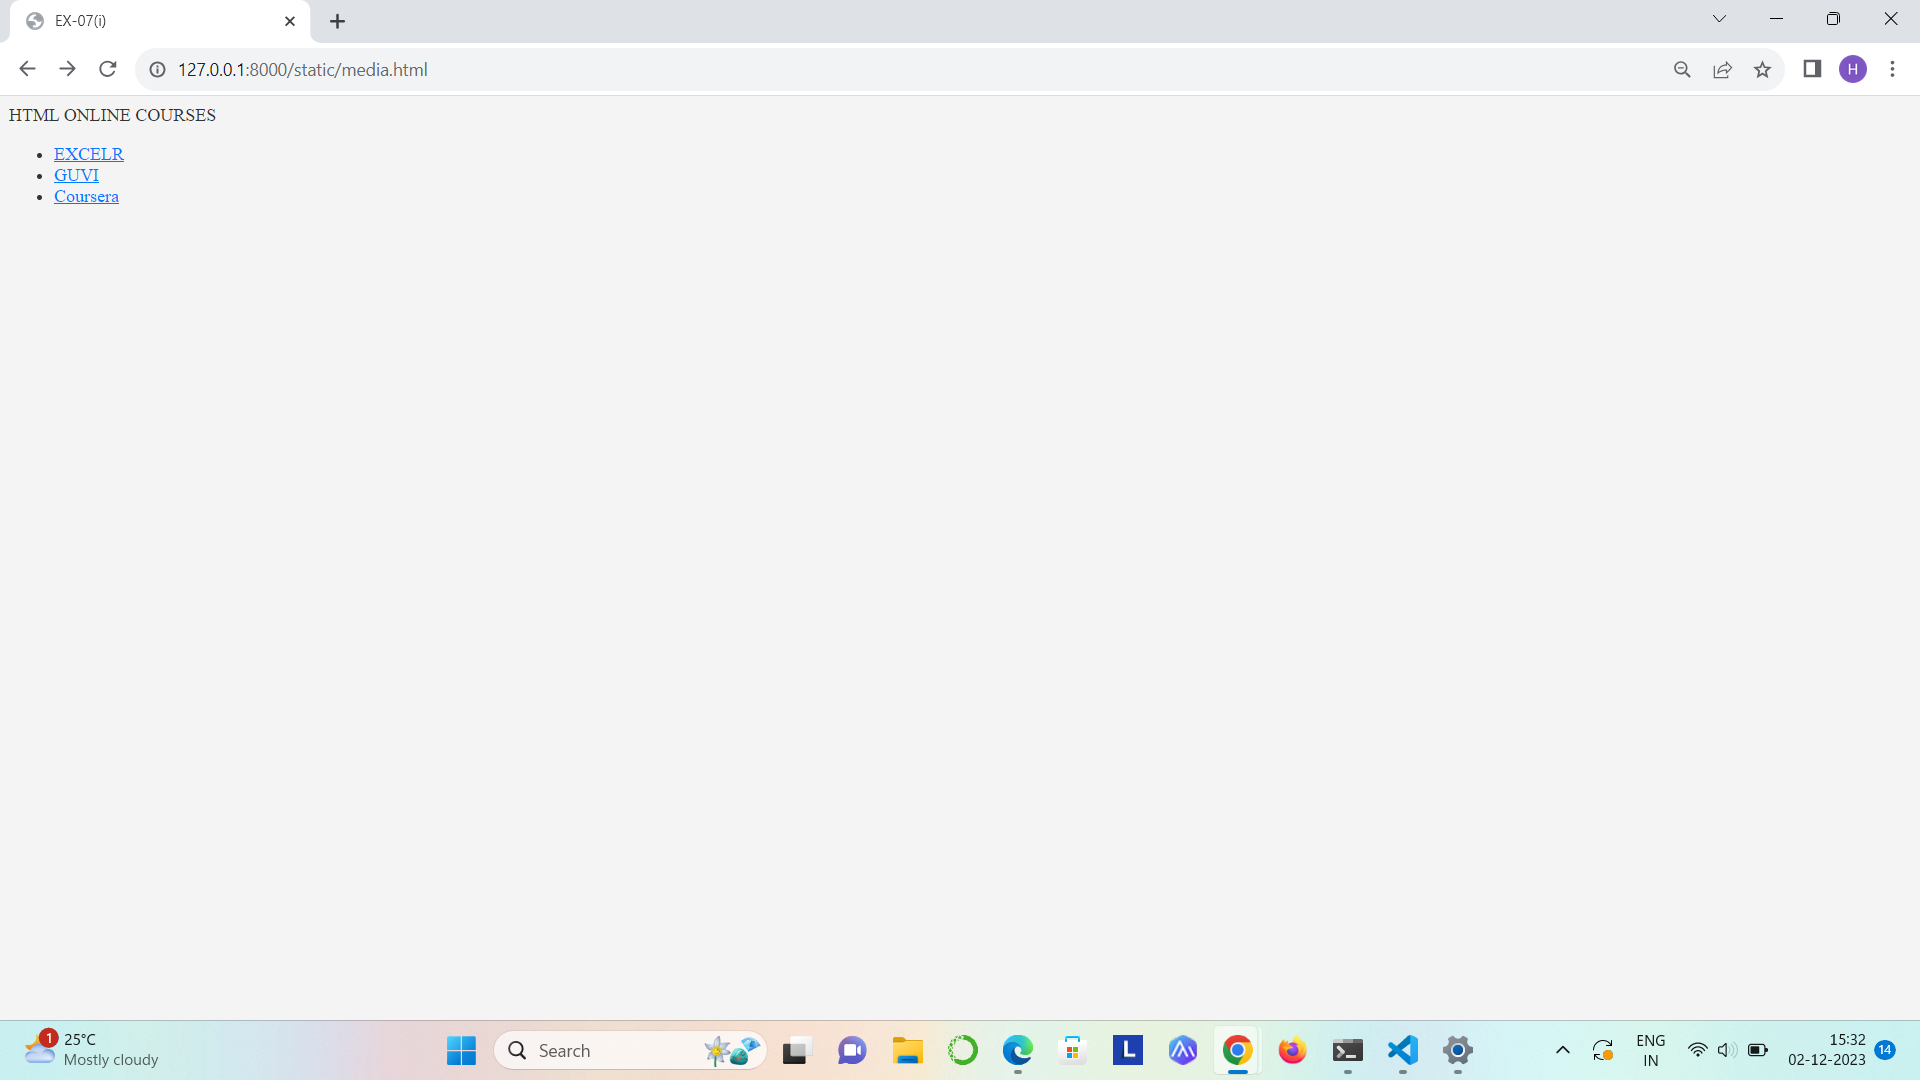 EX-07(i)
127.0.0.1:8000/static/media.html
H
HTML ONLINE COURSES
EXCELR
GUVI
Coursera
1
25°C
Mostly cloudy
Search
L
ENG
IN
15:32
02-12-2023
14